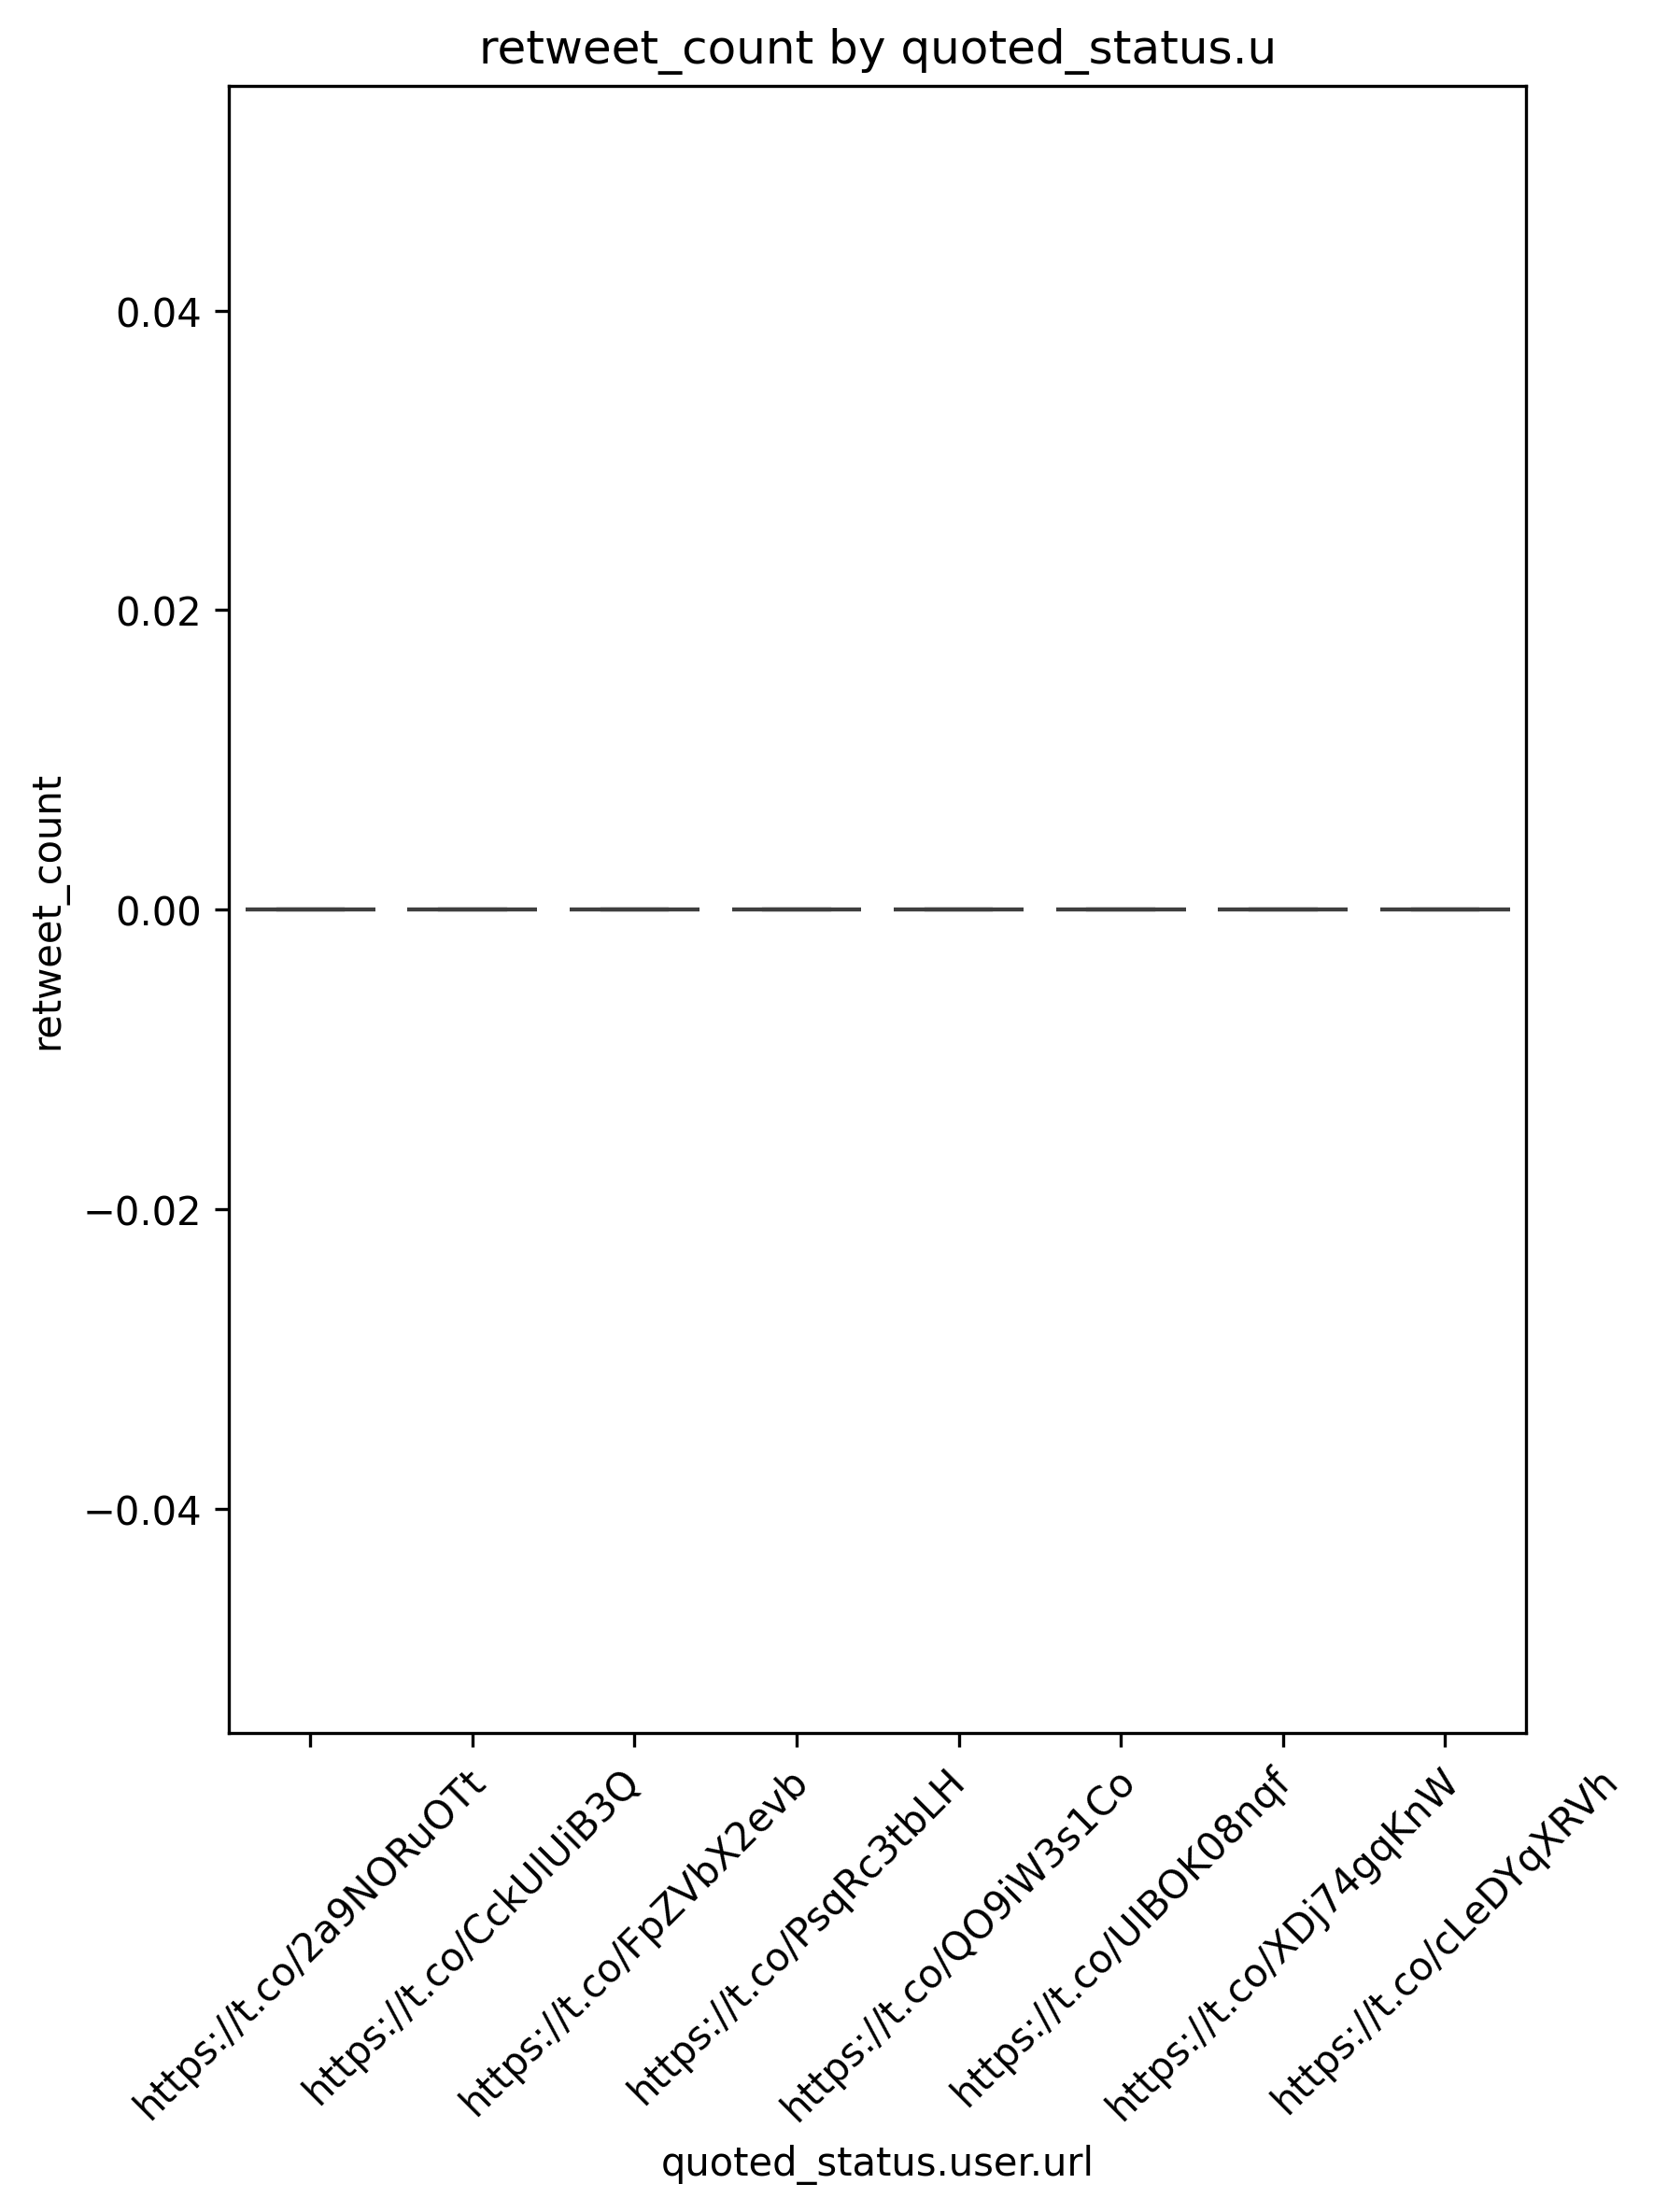 retweet_count by quoted_status.u
retweet_count
0.04
0.02
0.00
−0.02
−0.04
https://t.co/2a9NORuOTt
https://t.co/CckUlUiB3Q
https://t.co/FpZVbX2evb
https://t.co/PsqRc3tbLH
https://t.co/QO9iW3s1Co
https://t.co/UlBOK08nqf
https://t.co/XDj74gqKnW
https://t.co/cLeDYqXRVh
quoted_status.user.url